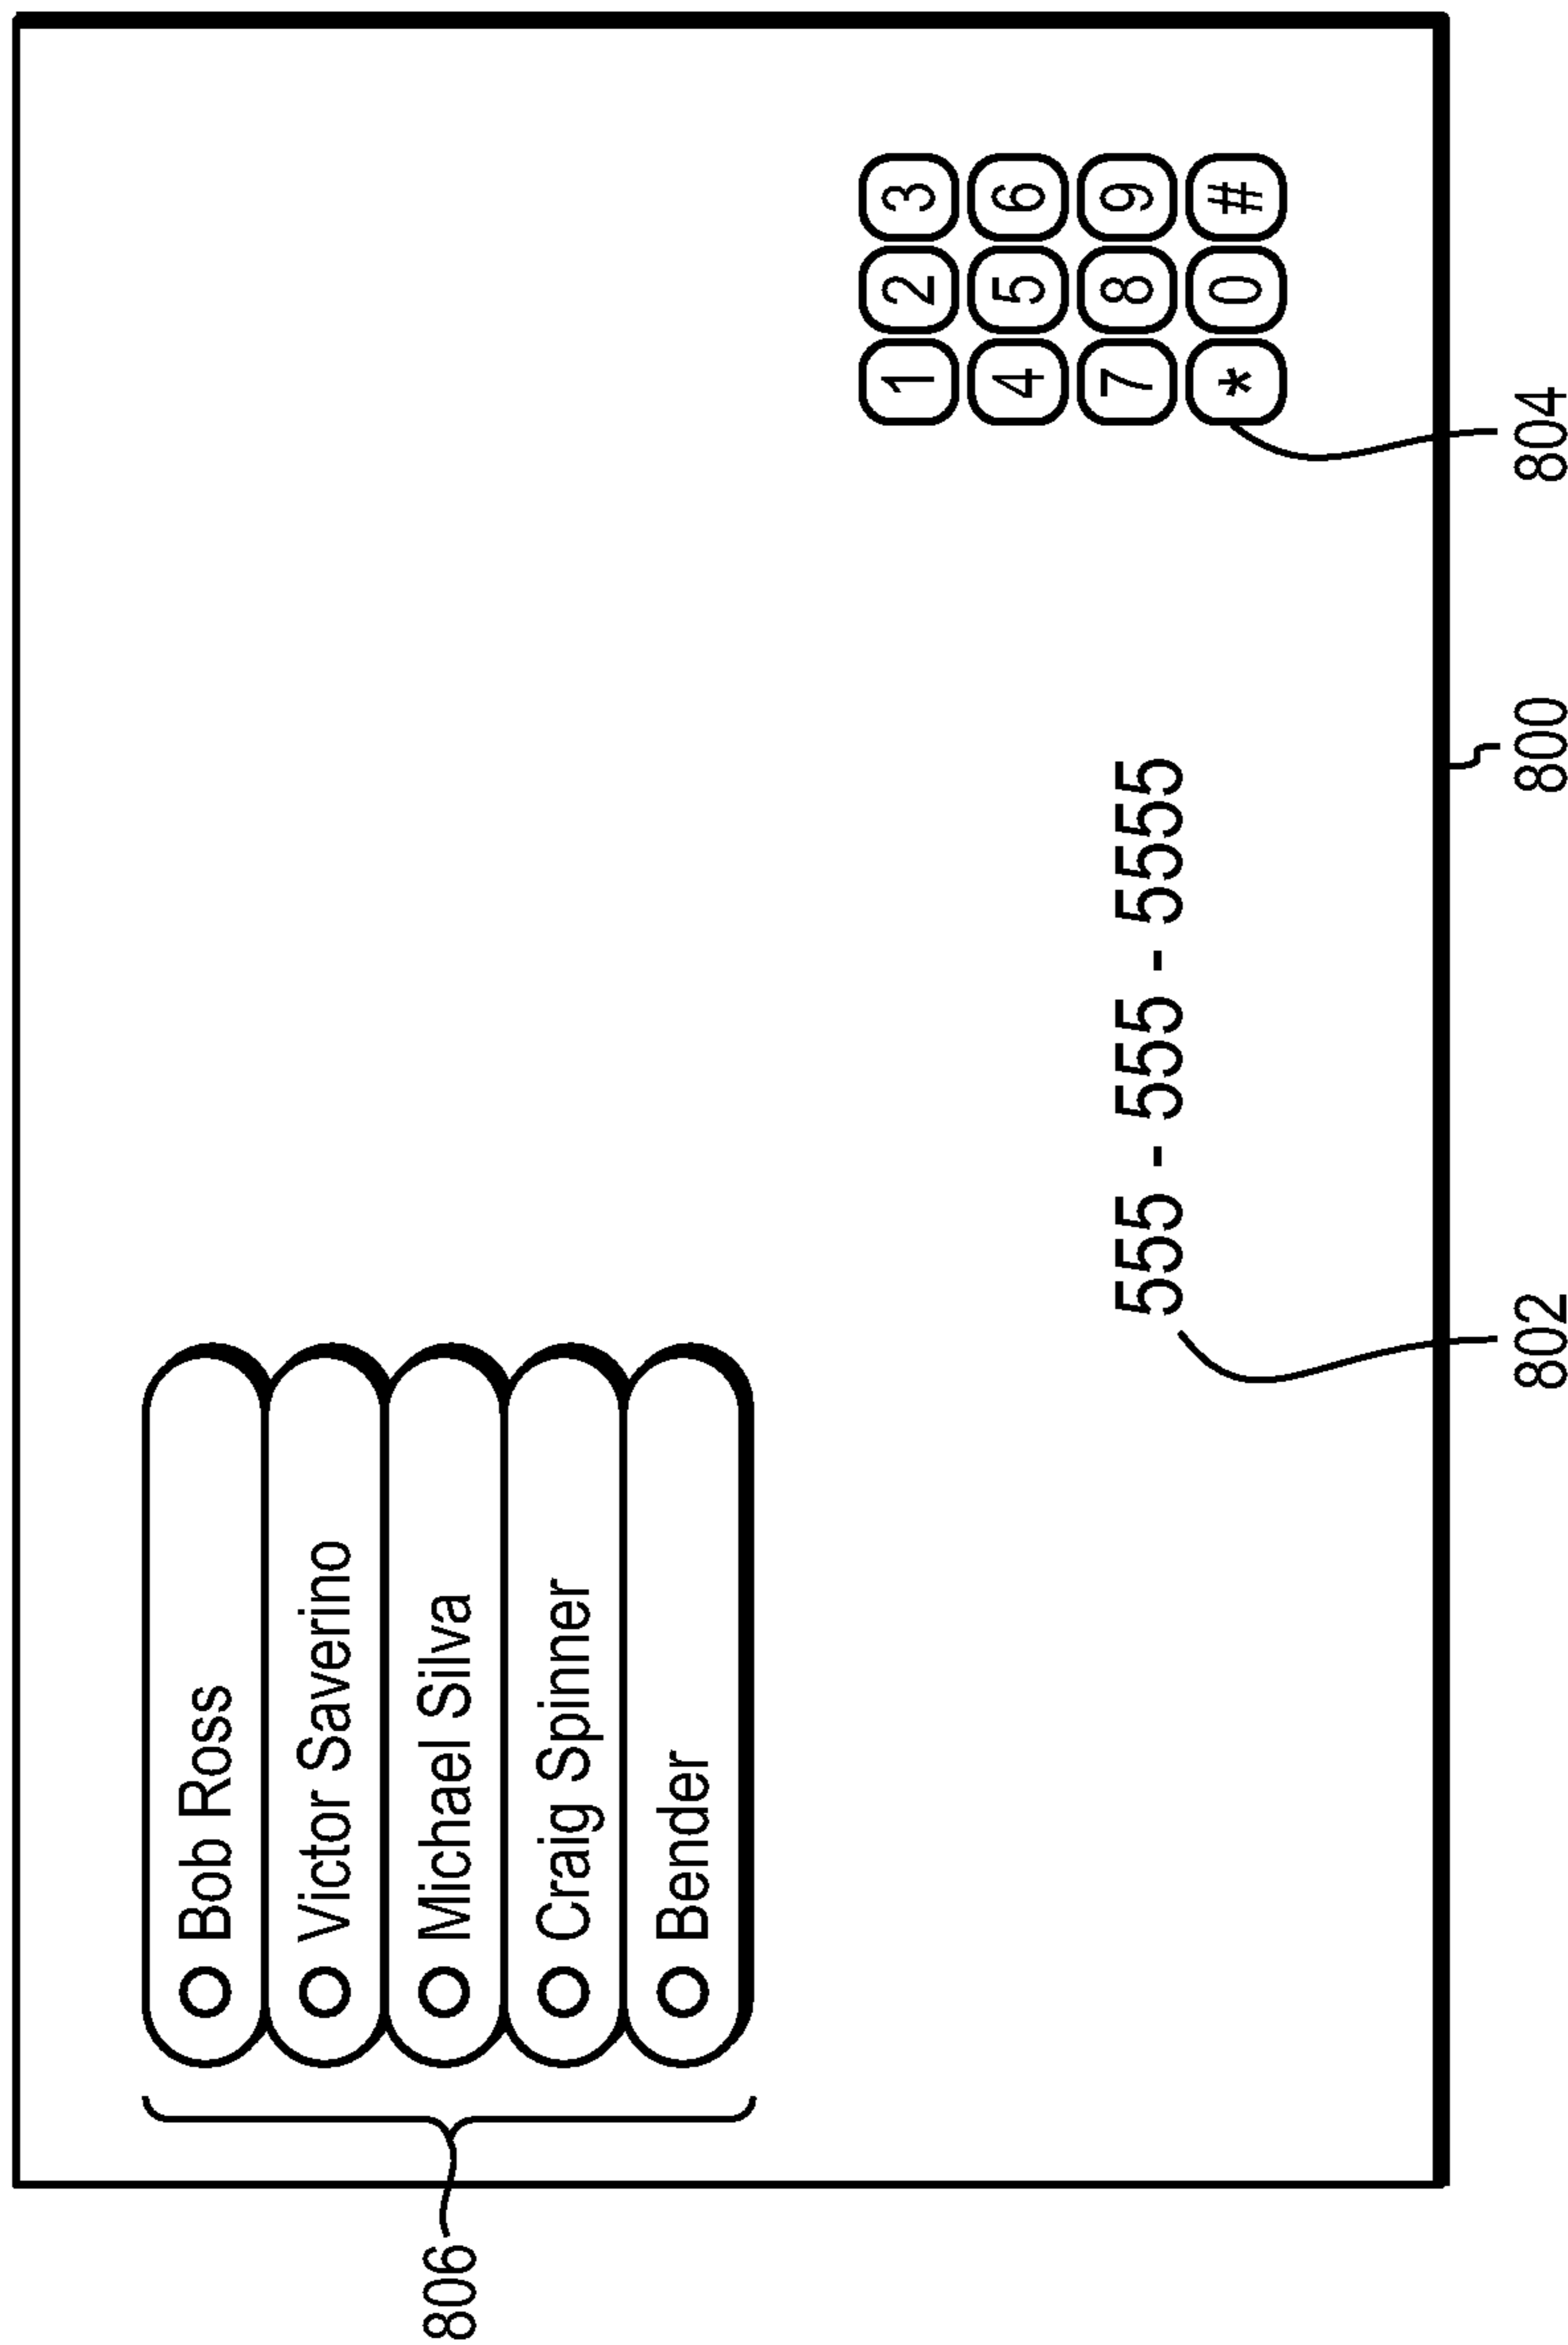 Bob Ross
Victor Saverino
Michael Silva
Craig Spinner
Bender
806
1 2 3
4 5 6
7 8 9
* 0 #
555 - 555 - 5555
802
800
804